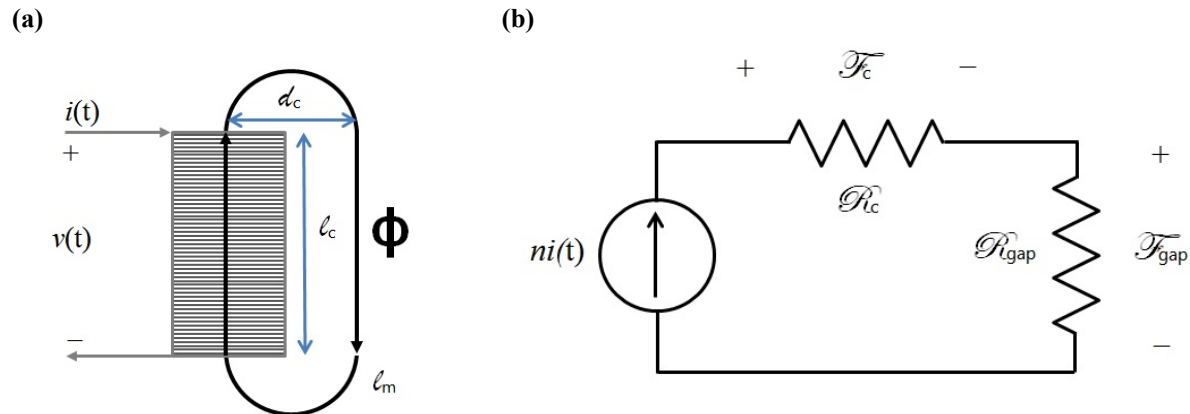 (a)
(b)
i(t)
+
v(t)
−
𝒹c
ℓc
Φ
ℓm
+ ℱc −
ℛc
ni(t)
ℛgap
+
ℱgap
−